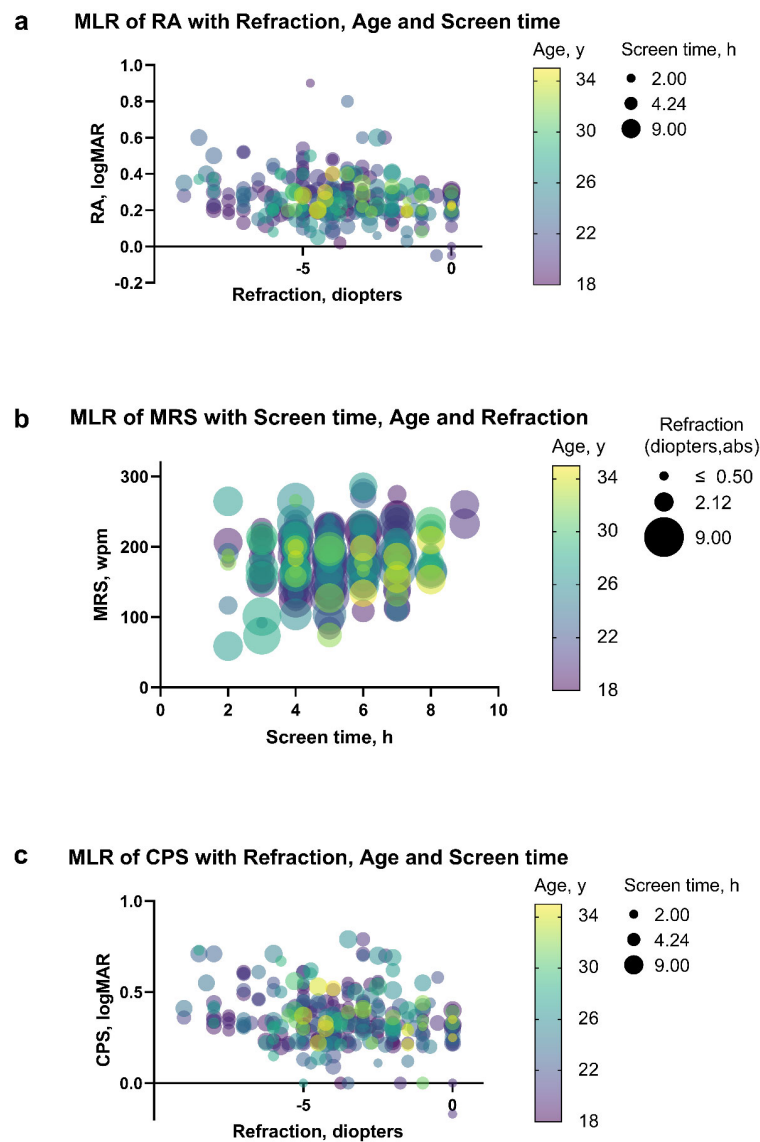 a MLR of RA with Refraction, Age and Screen time
Age, y Screen time, h
1.0
0.8
0.6
0.4
0.2
0.0
-0.2
RA, logMAR
-5 0
Refraction, diopters
34
30
26
22
18
2.00
4.24
9.00
b MLR of MRS with Screen time, Age and Refraction
Age, y
Refraction
(diopters,abs)
300
200
100
0
MRS, wpm
0 2 4 6 8 10
Screen time, h
34
30
26
22
18
≤ 0.50
2.12
9.00
c MLR of CPS with Refraction, Age and Screen time
Age, y Screen time, h
1.0
0.5
0.0
CPS, logMAR
-5 0
Refraction, diopters
34
30
26
22
18
2.00
4.24
9.00